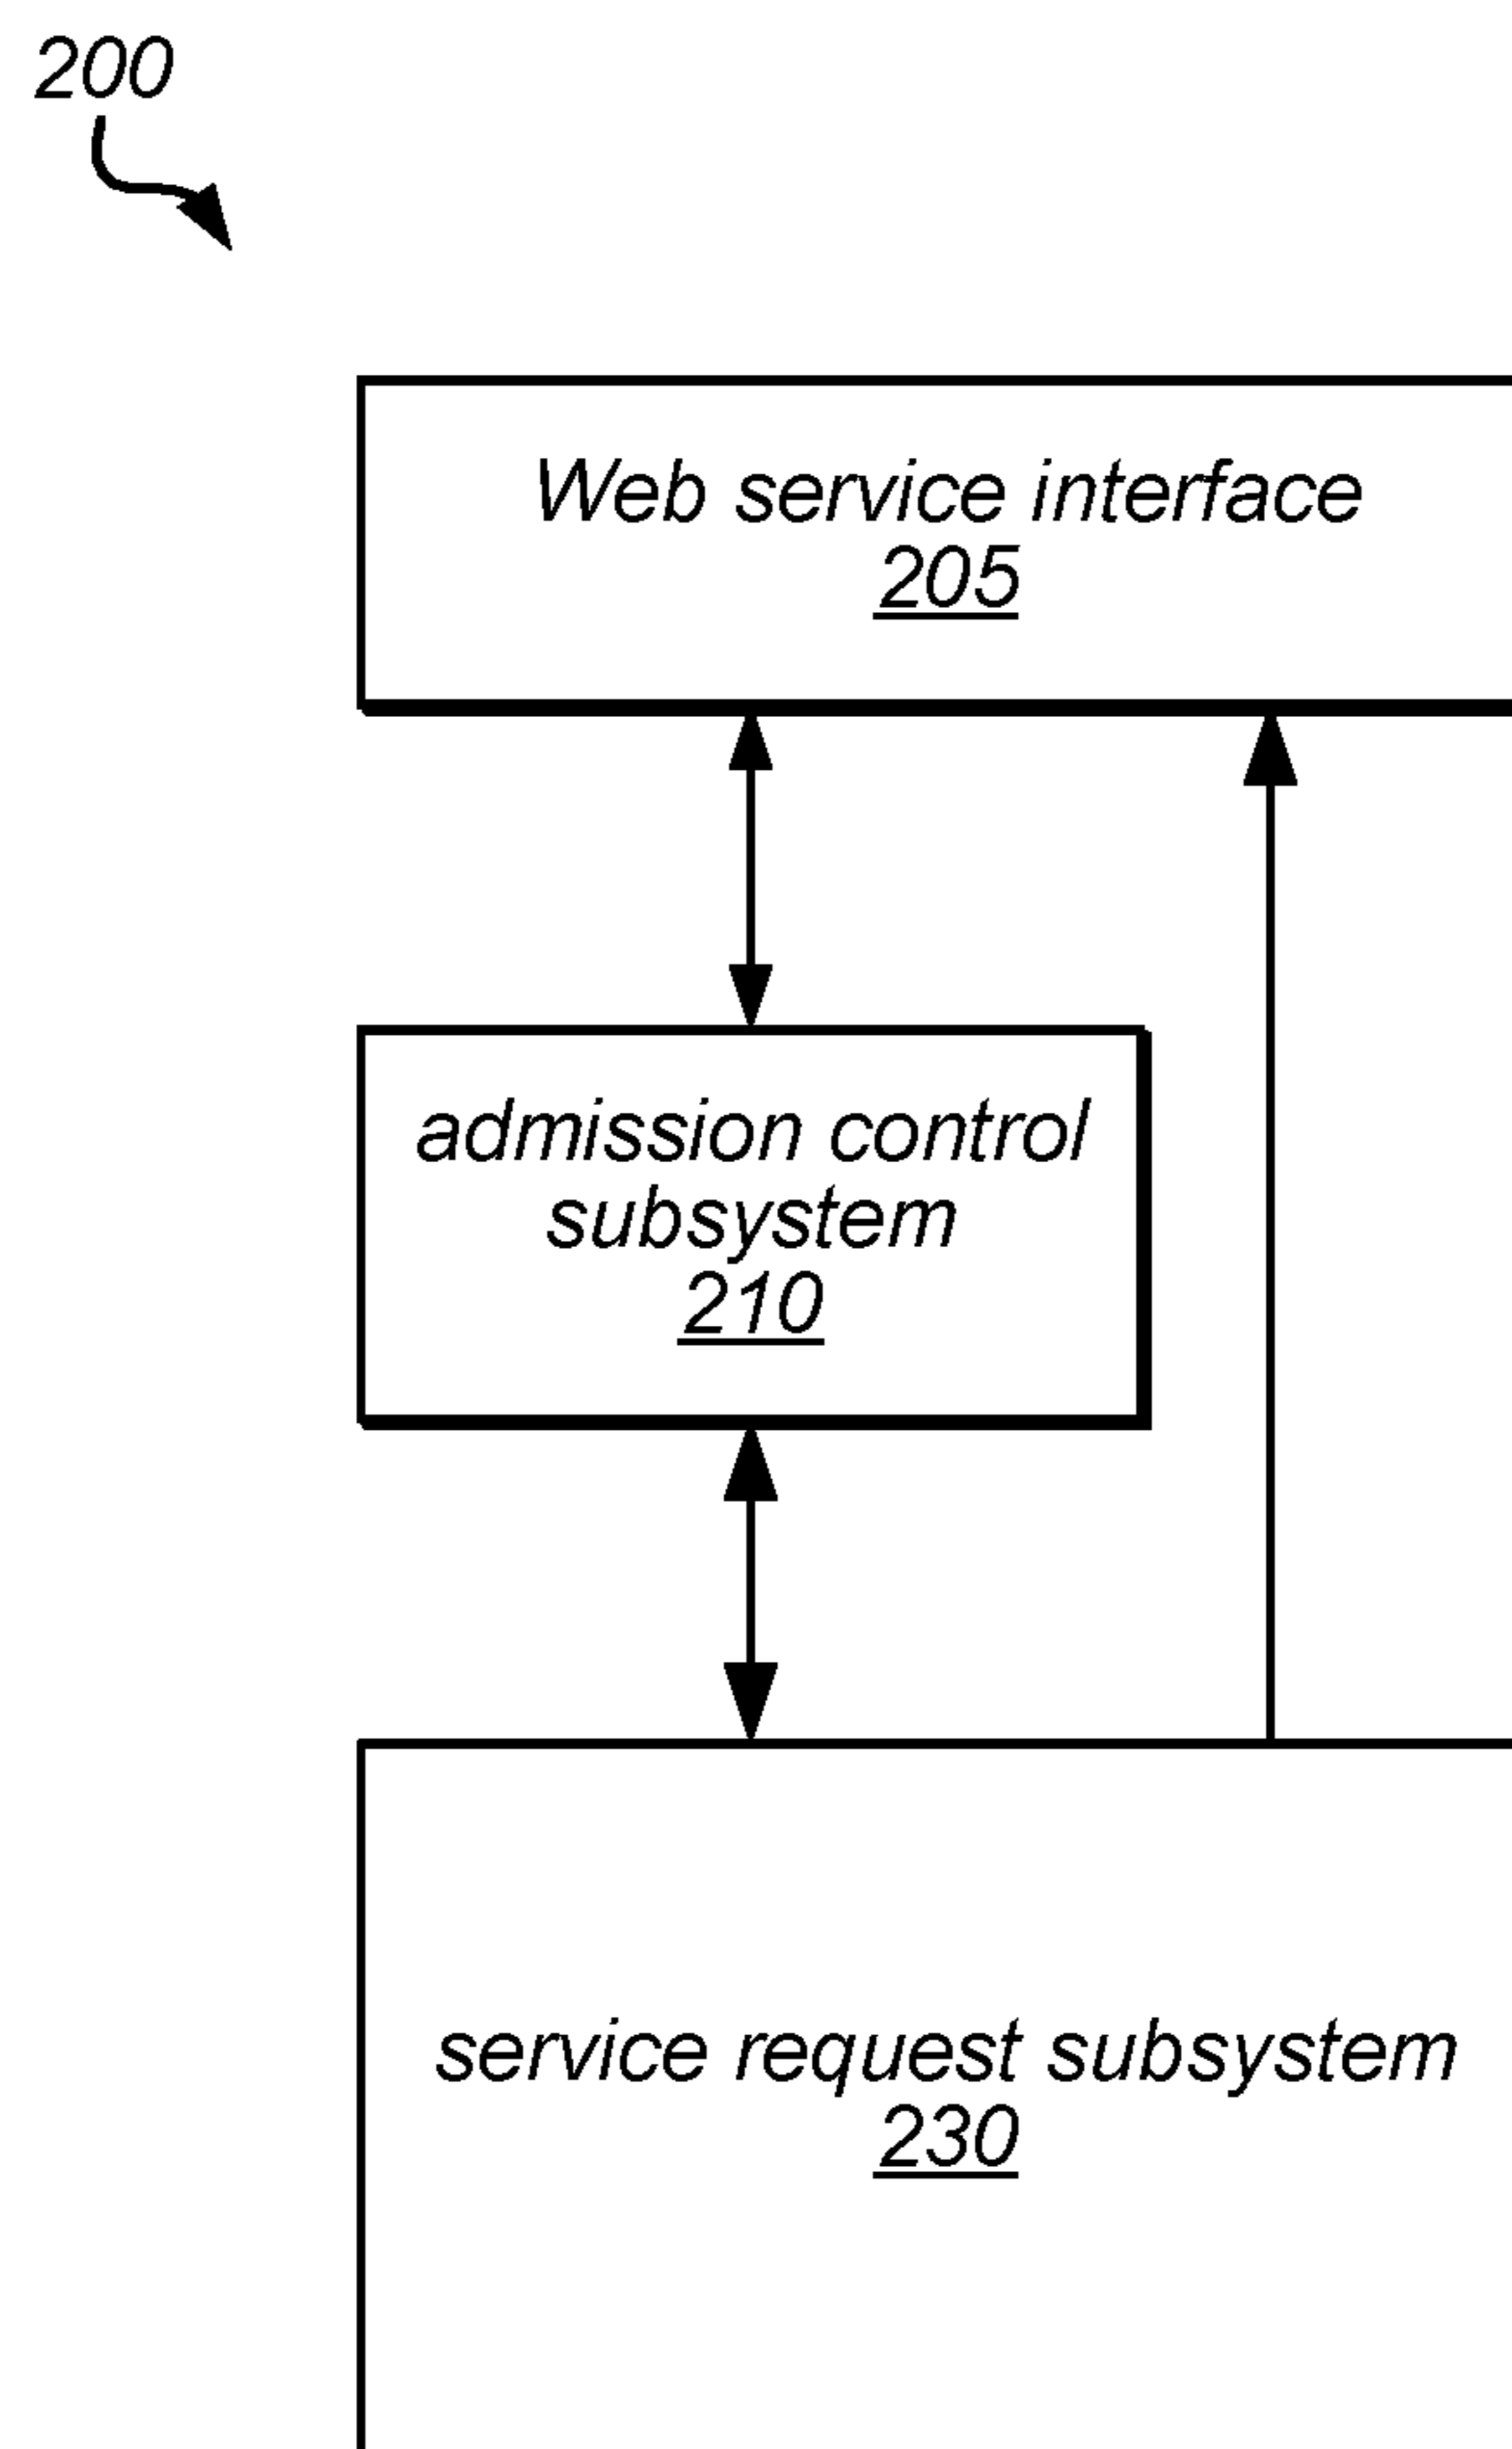 200
Web service interface
205
admission control
subsystem
210
service request subsystem
230